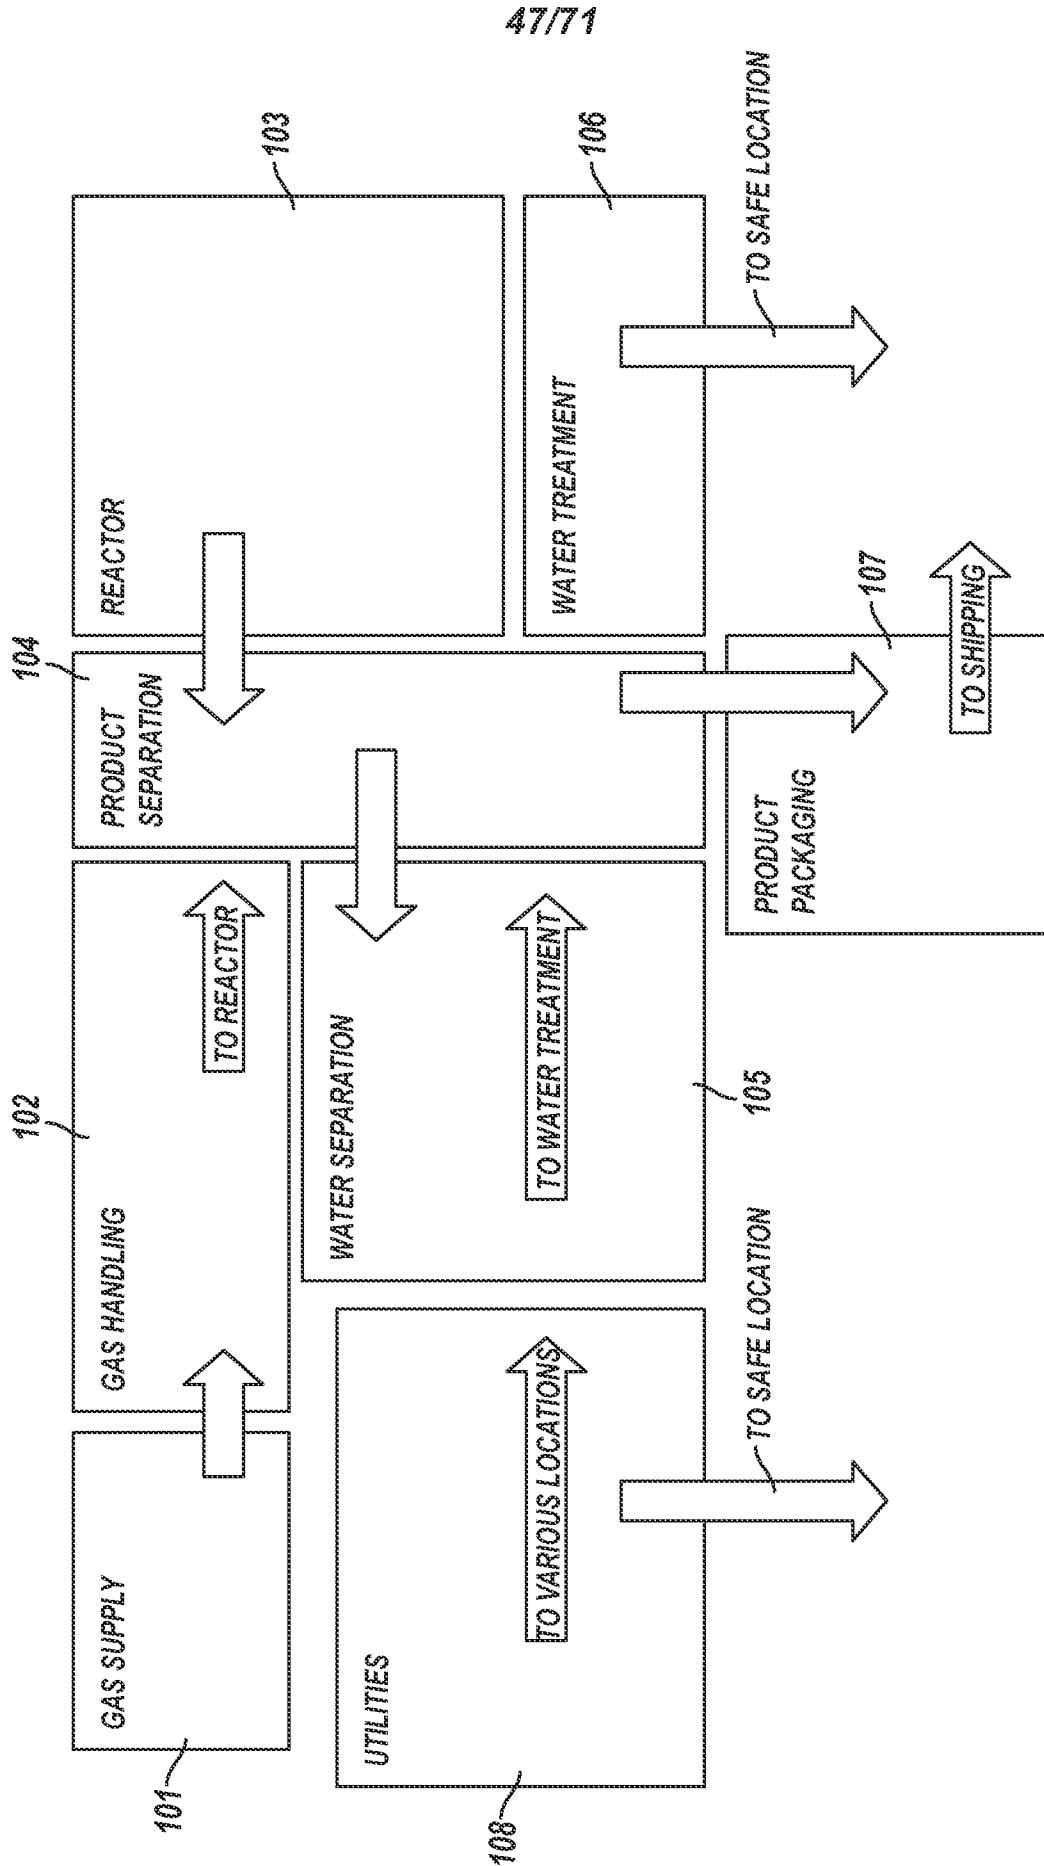 47/71
101
GAS SUPPLY
102
GAS HANDLING
TO REACTOR
104
PRODUCT
SEPARATION
103
REACTOR
108
UTILITIES
TO VARIOUS LOCATIONS
TO SAFE LOCATION
WATER SEPARATION
TO WATER TREATMENT
105
106
WATER TREATMENT
TO SAFE LOCATION
107
PRODUCT
PACKAGING
TO SHIPPING